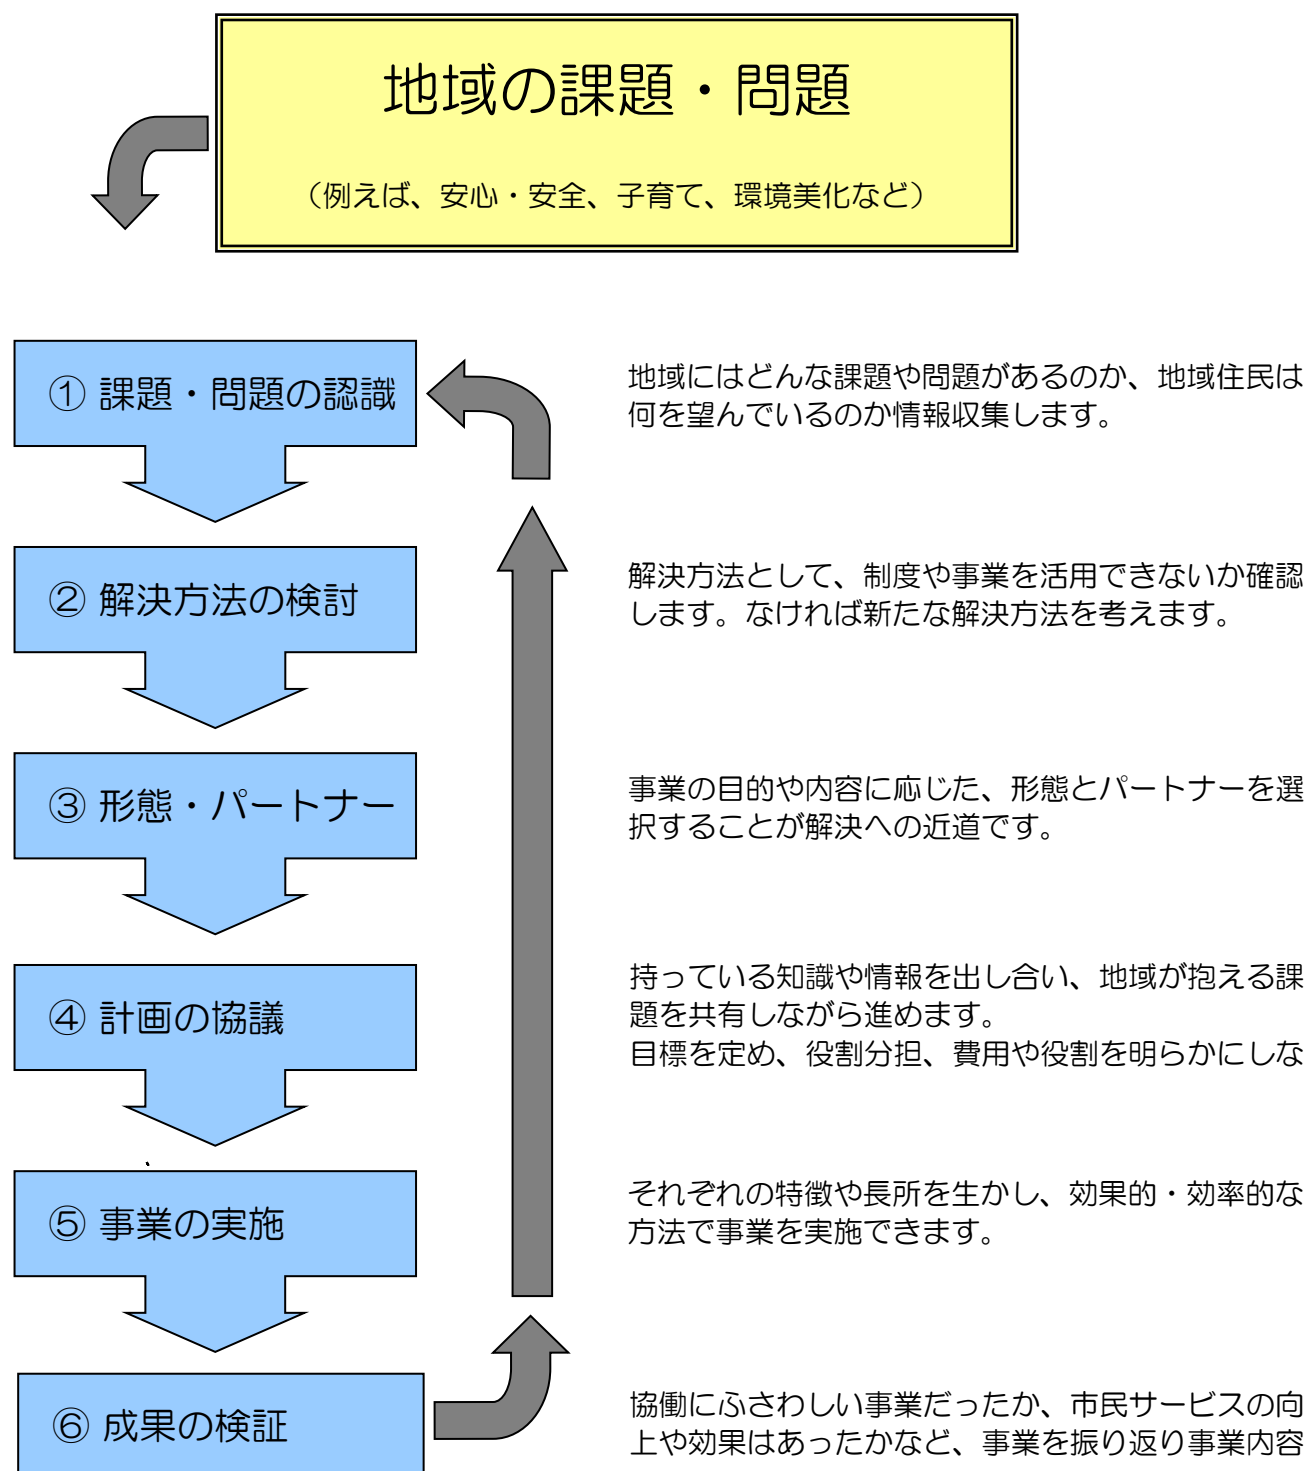 地域の課題・問題
（例えば、安心・安全、子育て、環境美化など）
① 課題・問題の認識
地域にはどんな課題や問題があるのか、地域住民は
何を望んでいるのか情報収集します。
② 解決方法の検討
解決方法として、制度や事業を活用できないか確認
します。なければ新たな解決方法を考えます。
③ 形態・パートナー
事業の目的や内容に応じた、形態とパートナーを選
択することが解決への近道です。
④ 計画の協議
持っている知識や情報を出し合い、地域が抱える課
題を共有しながら進めます。
目標を定め、役割分担、費用や役割を明らかにしな
、
⑤ 事業の実施
それぞれの特徴や長所を生かし、効果的・効率的な
方法で事業を実施できます。
⑥ 成果の検証
協働にふさわしい事業だったか、市民サービスの向
上や効果はあったかなど、事業を振り返り事業内容